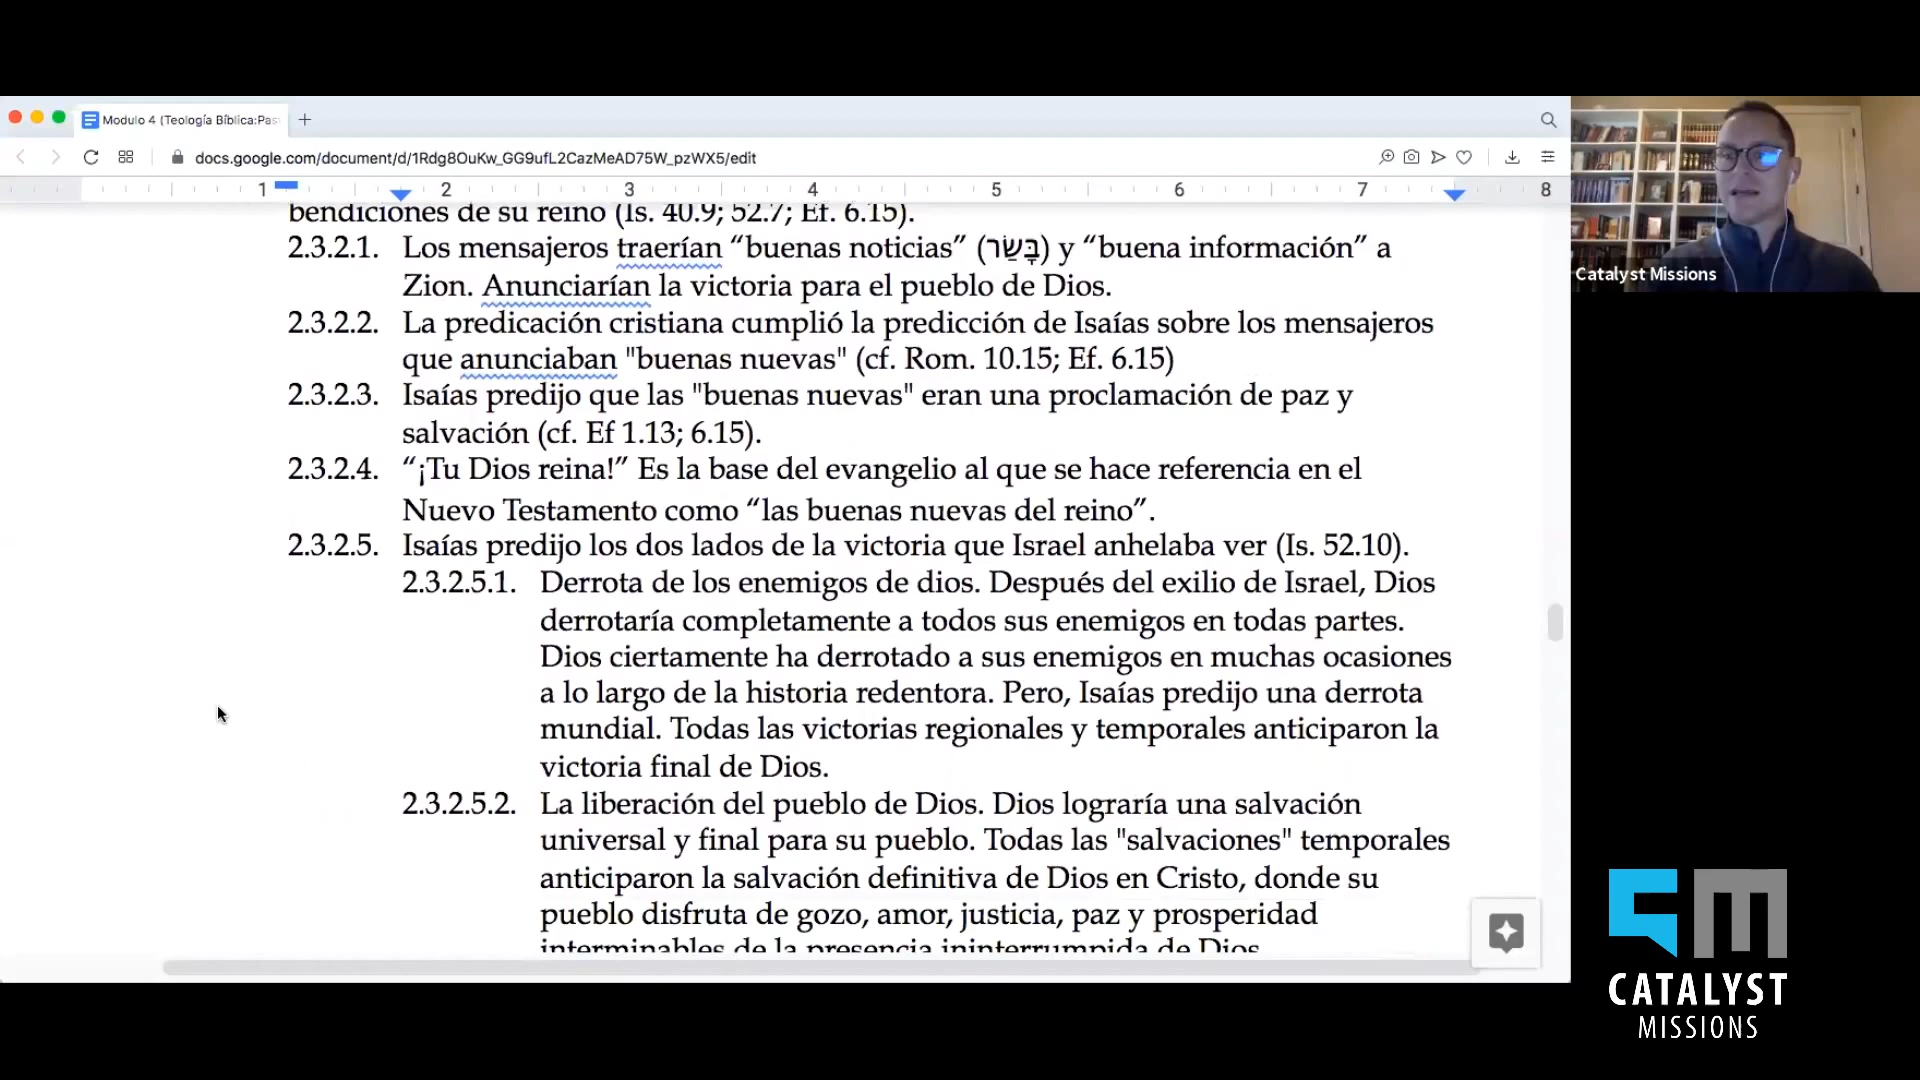 Modulo 4 (Teología Bíblica:Pas
docs.google.com/document/d/1Rdg8OuKw_GG9ufL2CazMeAD75W_pzWX5/edit
1 2 3 4 5 6 7 8
bendiciones de su reino (Is. 40.9; 52.7; Ef. 6.15).
2.3.2.1. Los mensajeros traerían “buenas noticias” (בָּשַׂר) y “buena información” a
Zion. Anunciarían la victoria para el pueblo de Dios.
2.3.2.2. La predicación cristiana cumplió la predicción de Isaías sobre los mensajeros
que anunciaban "buenas nuevas" (cf. Rom. 10.15; Ef. 6.15)
2.3.2.3. Isaías predijo que las "buenas nuevas" eran una proclamación de paz y
salvación (cf. Ef 1.13; 6.15).
2.3.2.4. “¡Tu Dios reina!” Es la base del evangelio al que se hace referencia en el
Nuevo Testamento como “las buenas nuevas del reino”.
2.3.2.5. Isaías predijo los dos lados de la victoria que Israel anhelaba ver (Is. 52.10).
2.3.2.5.1. Derrota de los enemigos de dios. Después del exilio de Israel, Dios
derrotaría completamente a todos sus enemigos en todas partes.
Dios ciertamente ha derrotado a sus enemigos en muchas ocasiones
a lo largo de la historia redentora. Pero, Isaías predijo una derrota
mundial. Todas las victorias regionales y temporales anticiparon la
victoria final de Dios.
2.3.2.5.2. La liberación del pueblo de Dios. Dios lograría una salvación
universal y final para su pueblo. Todas las "salvaciones" temporales
anticiparon la salvación definitiva de Dios en Cristo, donde su
pueblo disfruta de gozo, amor, justicia, paz y prosperidad
interminables de la presencia ininterrumpida de Dios.
Catalyst Missions
CATALYST
MISSIONS